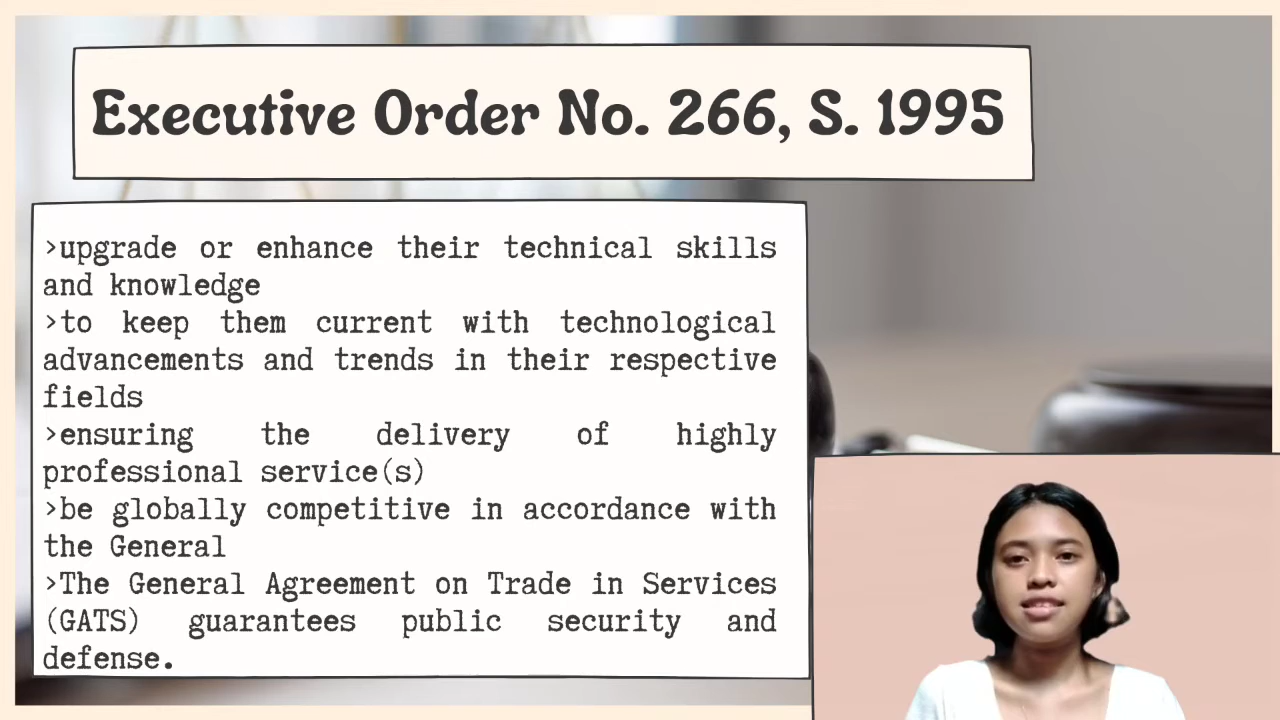 Executive Order No. 266, S. 1995
>upgrade or enhance their technical skills
and knowledge
>to keep them current with technological
advancements and trends in their respective
fields
>ensuring the delivery of highly
professional service(s)
>be globally competitive in accordance with
the General
>The General Agreement on Trade in Services
(GATS) guarantees public security and
defense.